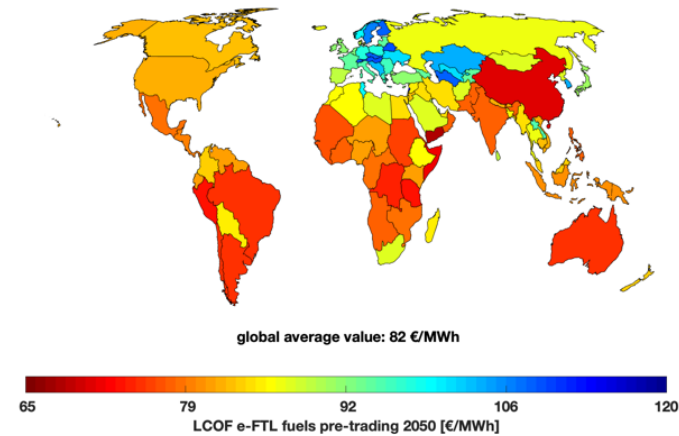 global average value: 82 €/MWh
65 79 92 106 120
LCOF e-FTL fuels pre-trading 2050 [€/MWh]